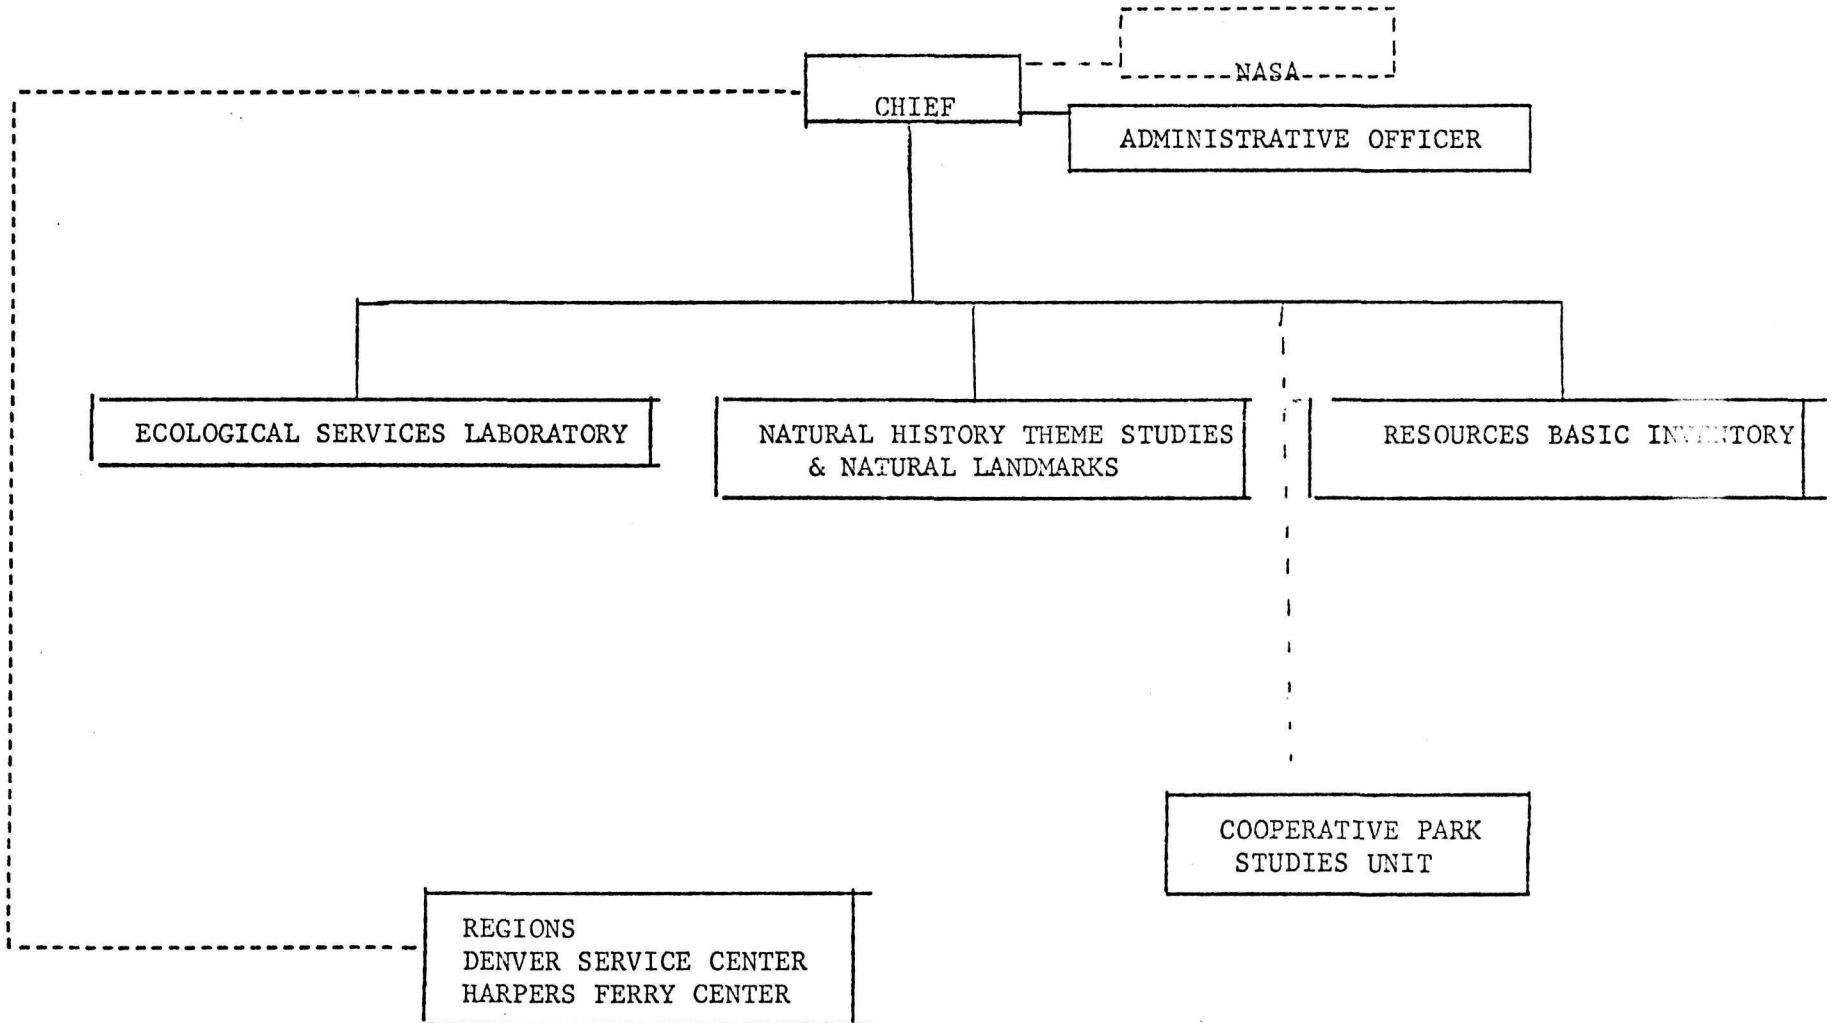 NASA
CHIEF
ADMINISTRATIVE OFFICER
ECOLOGICAL SERVICES LABORATORY
NATURAL HISTORY THEME STUDIES
& NATURAL LANDMARKS
RESOURCES BASIC INVENTORY
COOPERATIVE PARK
STUDIES UNIT
REGIONS
DENVER SERVICE CENTER
HARPERS FERRY CENTER